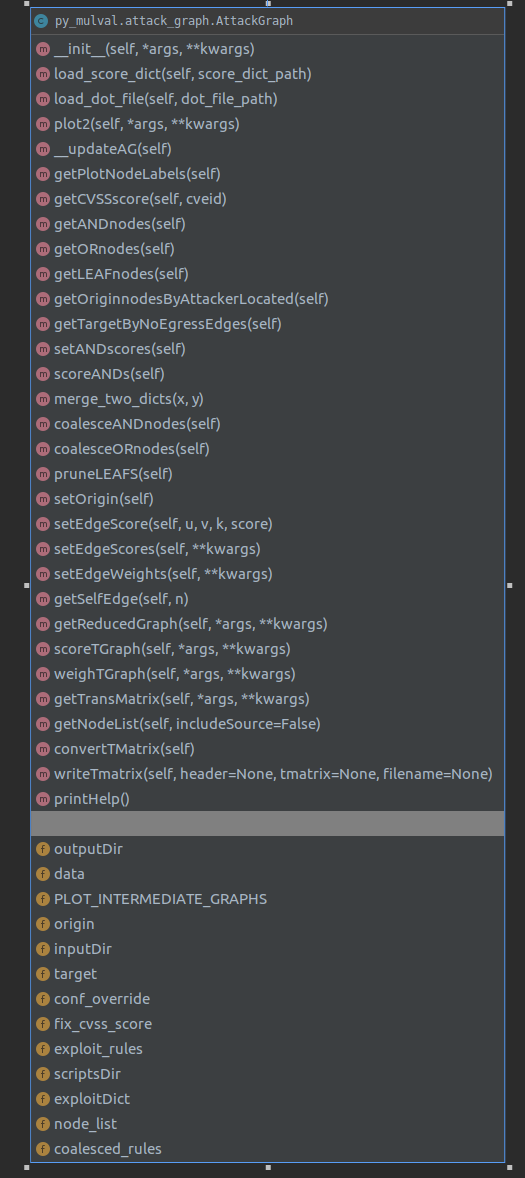 C py_mulval.attack_graph.AttackGraph
m __init__(self, *args, **kwargs)
m load_score_dict(self, score_dict_path)
m load_dot_file(self, dot_file_path)
m plot2(self, *args, **kwargs)
m __updateAG(self)
m getPlotNodeLabels(self)
m getCVSSscore(self, cveid)
m getANDnodes(self)
m getORnodes(self)
m getLEAFnodes(self)
m getOriginnodesByAttackerLocated(self)
m getTargetByNoEgressEdges(self)
m setANDscores(self)
m scoreANDs(self)
m merge_two_dicts(x, y)
m coalesceANDnodes(self)
m coalesceORnodes(self)
m pruneLEAFS(self)
m setOrigin(self)
m setEdgeScore(self, u, v, k, score)
m setEdgeScores(self, **kwargs)
m setEdgeWeights(self, **kwargs)
m getSelfEdge(self, n)
m getReducedGraph(self, *args, **kwargs)
m scoreTGraph(self, *args, **kwargs)
m weighTGraph(self, *args, **kwargs)
m getTransMatrix(self, *args, **kwargs)
m getNodeList(self, includeSource=False)
m convertTMatrix(self)
m writeTmatrix(self, header=None, tmatrix=None, filename=None)
m printHelp()
f outputDir
f data
f PLOT_INTERMEDIATE_GRAPHS
f origin
f inputDir
f target
f conf_override
f fix_cvss_score
f exploit_rules
f scriptsDir
f exploitDict
f node_list
f coalesced_rules